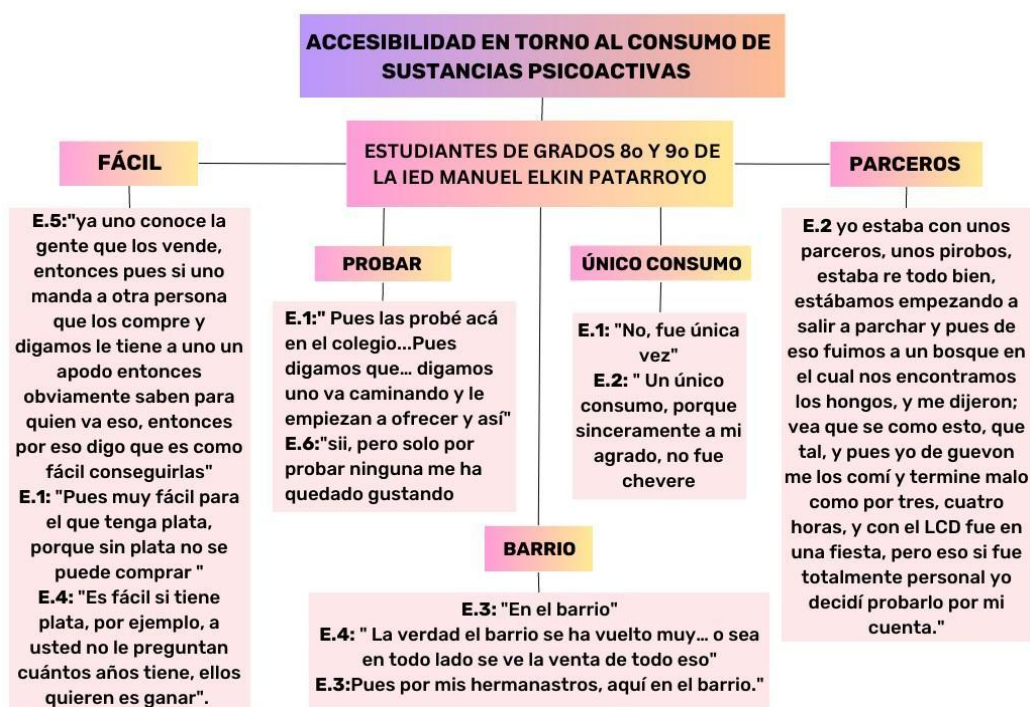 ACCESIBILIDAD EN TORNO AL CONSUMO DE
SUSTANCIAS PSICOACTIVAS
ESTUDIANTES DE GRADOS 8o Y 9o DE
LA IED MANUEL ELKIN PATARROYO
FÁCIL
E.5:"ya uno conoce la
gente que los vende,
entonces pues si uno
manda a otra persona
que los compre y
digamos le tiene a uno un
apodo entonces
obviamente saben para
quien va eso, entonces
por eso digo que es como
fácil conseguirlas"
E.1: "Pues muy fácil para
el que tenga plata,
porque sin plata no se
puede comprar "
E.4: "Es fácil si tiene
plata, por ejemplo, a
usted no le preguntan
cuántos años tiene, ellos
quieren es ganar".
PROBAR
E.1:" Pues las probé acá
en el colegio...Pues
digamos que... digamos
uno va caminando y le
empiezan a ofrecer y así"
E.6:"sii, pero solo por
probar ninguna me ha
quedado gustando
ÚNICO CONSUMO
E.1: "No, fue única
vez"
E.2: " Un único
consumo, porque
sinceramente a mi
agrado, no fue
chevere
BARRIO
E.3: "En el barrio"
E.4: " La verdad el barrio se ha vuelto muy... o sea
en todo lado se ve la venta de todo eso"
E.3:Pues por mis hermanastros, aquí en el barrio."
PARCEROS
E.2 yo estaba con unos
parceros, unos pirobos,
estaba re todo bien,
estábamos empezando a
salir a parchar y pues de
eso fuimos a un bosque en
el cual nos encontramos
los hongos, y me dijeron;
vea que se como esto, que
tal, y pues yo de guevon
me los comí y termine malo
como por tres, cuatro
horas, y con el LCD fue en
una fiesta, pero eso si fue
totalmente personal yo
decidí probarlo por mi
cuenta."